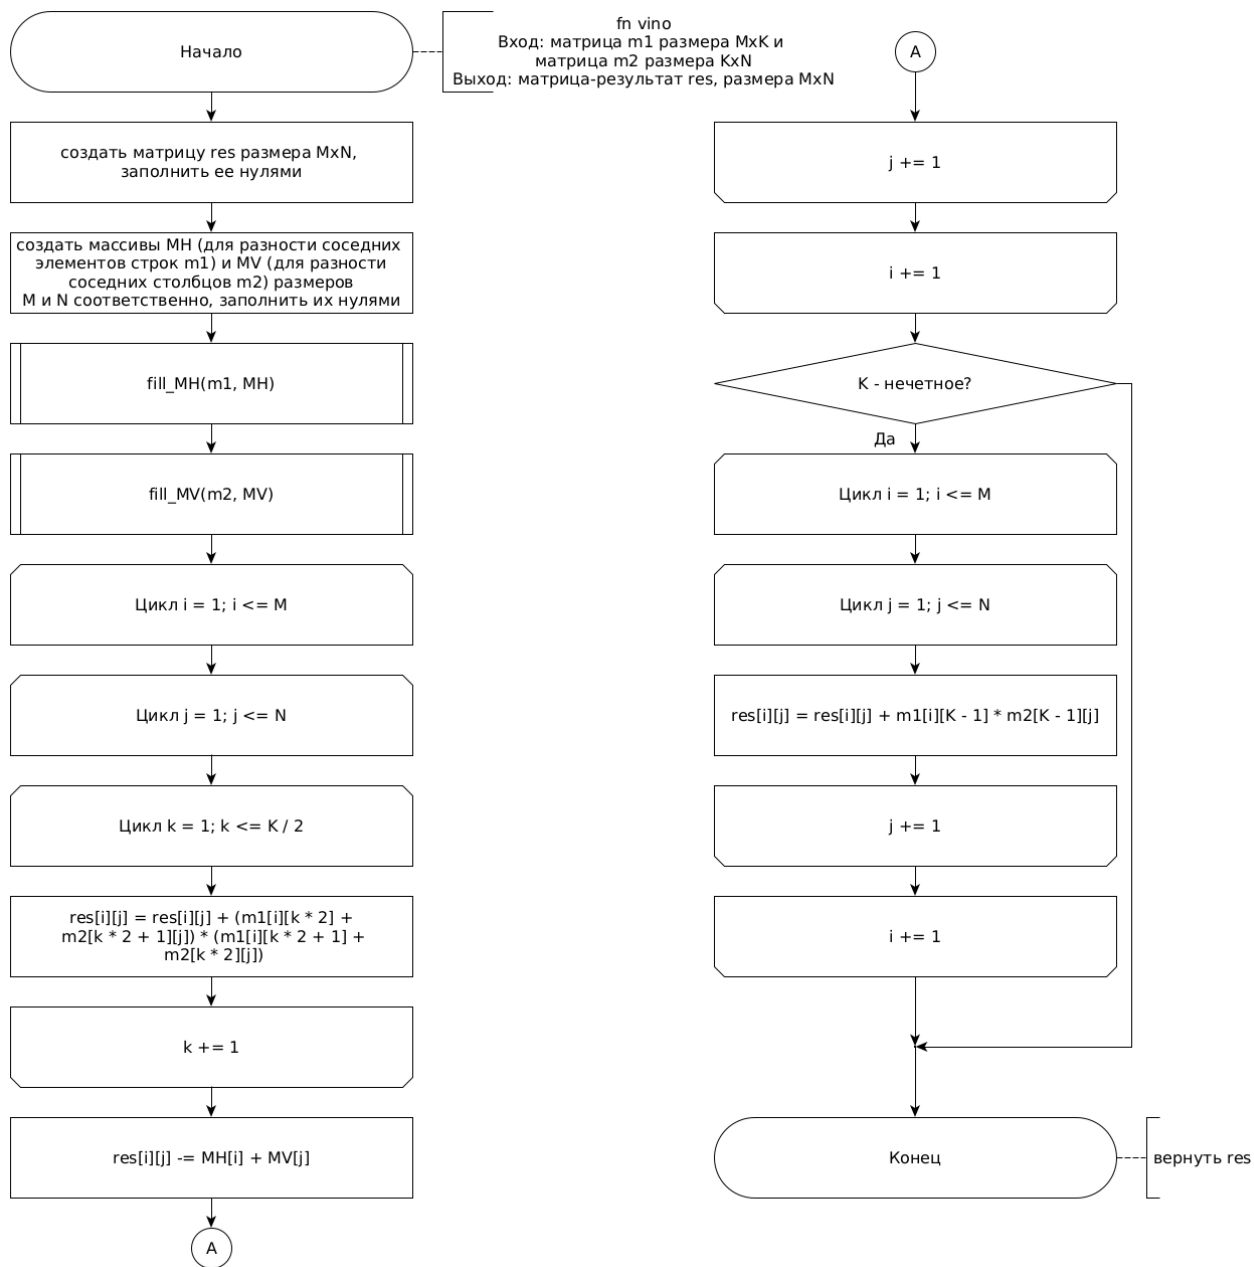 Начало
fn vino
Вход: матрица m1 размера MxK и
матрица m2 размера KxN
Выход: матрица-результат res, размера MxN
создать матрицу res размера MxN,
заполнить ее нулями
создать массивы MH (для разности соседних
элементов строк m1) и MV (для разности
соседних столбцов m2) размеров
M и N соответственно, заполнить их нулями
fill_MH(m1, MH)
fill_MV(m2, MV)
Цикл i = 1; i <= M
Цикл j = 1; j <= N
Цикл k = 1; k <= K / 2
res[i][j] = res[i][j] + (m1[i][k * 2] +
m2[k * 2 + 1][j]) * (m1[i][k * 2 + 1] +
m2[k * 2][j])
k += 1
res[i][j] -= MH[i] + MV[j]
A
A
j += 1
i += 1
K - нечетное?
Да
Цикл i = 1; i <= M
Цикл j = 1; j <= N
res[i][j] = res[i][j] + m1[i][K - 1] * m2[K - 1][j]
j += 1
i += 1
Конец
вернуть res